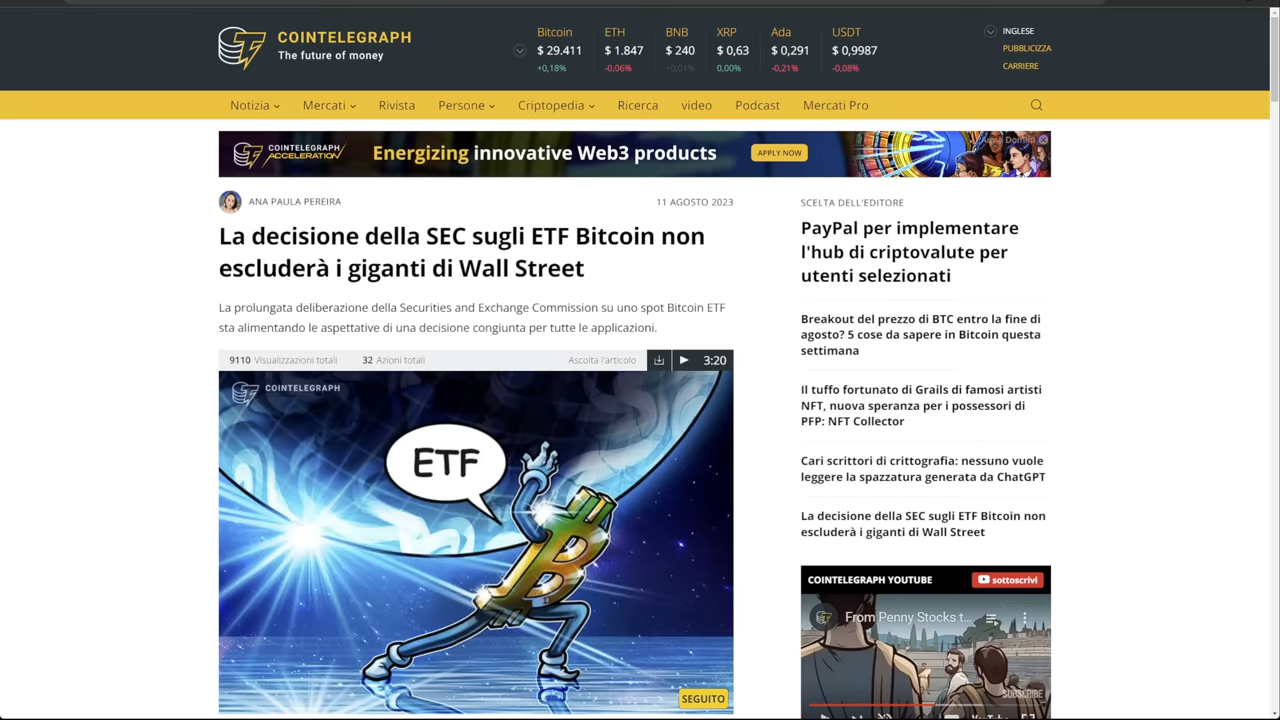 COINTELEGRAPH
The future of money
Bitcoin
$ 29.411
+0,18%
ETH
$ 1.847
-0,06%
BNB
$ 240
+0,01%
XRP
$ 0,63
0,00%
Ada
$ 0,291
-0,21%
USDT
$ 0,9987
-0,08%
INGLESE
PUBBLICIZZA
CARRIERE
Notizia
Mercati
Rivista
Persone
Criptopedia
Ricerca
video
Podcast
Mercati Pro
COINTELEGRAPH
ACCELERATION
Energizing innovative Web3 products
APPLY NOW
ANA PAULA PEREIRA
11 AGOSTO 2023
La decisione della SEC sugli ETF Bitcoin non
escluderà i giganti di Wall Street
La prolungata deliberazione della Securities and Exchange Commission su uno spot Bitcoin ETF
sta alimentando le aspettative di una decisione congiunta per tutte le applicazioni.
9110 Visualizzazioni totali
32 Azioni totali
Ascolta l'articolo
3:20
COINTELEGRAPH
ETF
SEGUITO
SCELTA DELL'EDITORE
PayPal per implementare
l'hub di criptovalute per
utenti selezionati
Breakout del prezzo di BTC entro la fine di
agosto? 5 cose da sapere in Bitcoin questa
settimana
Il tuffo fortunato di Grails di famosi artisti
NFT, nuova speranza per i possessori di
PFP: NFT Collector
Cari scrittori di crittografia: nessuno vuole
leggere la spazzatura generata da ChatGPT
La decisione della SEC sugli ETF Bitcoin non
escluderà i giganti di Wall Street
COINTELEGRAPH YOUTUBE
sottoscrivi
From Penny Stocks t...
SUBSCRIBE